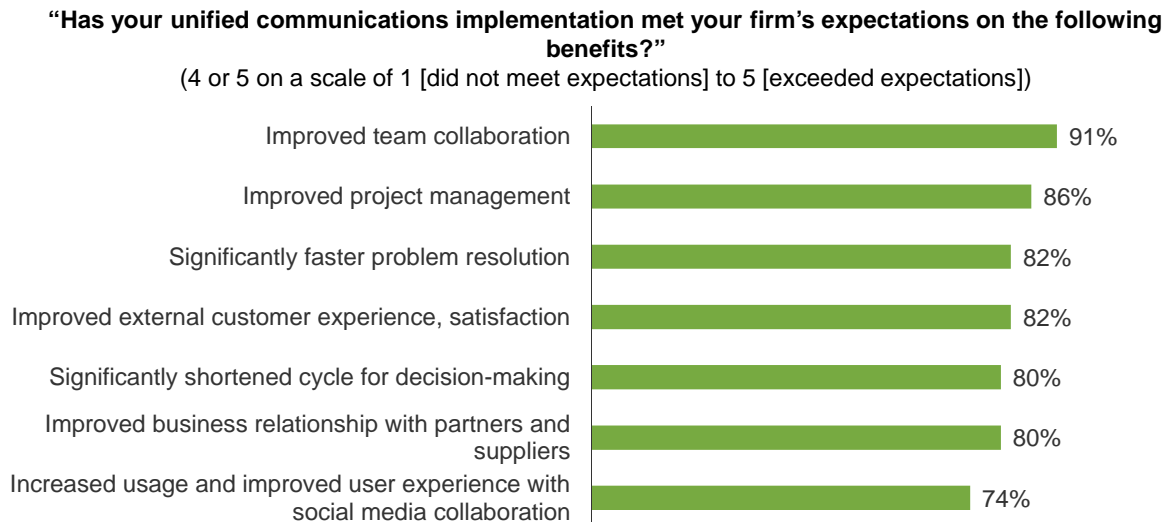 “Has your unified communications implementation met your firm’s expectations on the following
benefits?”
(4 or 5 on a scale of 1 [did not meet expectations] to 5 [exceeded expectations])
Improved team collaboration 91%
Improved project management 86%
Significantly faster problem resolution 82%
Improved external customer experience, satisfaction 82%
Significantly shortened cycle for decision-making 80%
Improved business relationship with partners and
suppliers 80%
Increased usage and improved user experience with
social media collaboration 74%